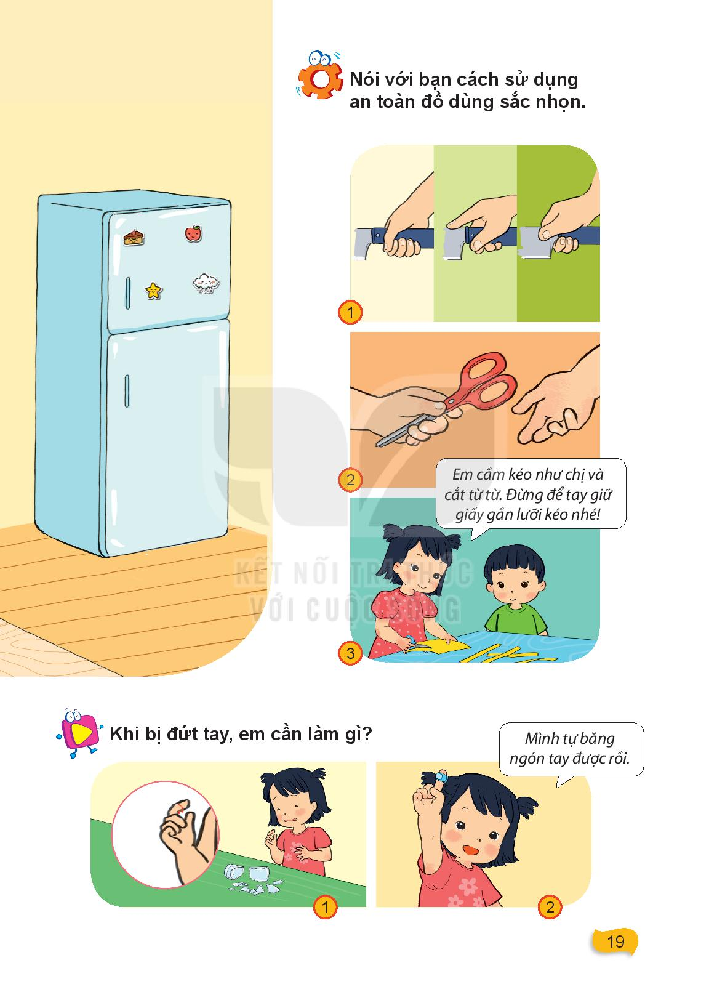 Nói với bạn cách sử dụng
an toàn đồ dùng sắc nhọn.
1
2
Em cầm kéo như chị và
cắt từ từ. Đừng để tay giữ
giấy gần lưỡi kéo nhé!
KẾT NỐI TRI THỨC
VỚI CUỘC SỐNG
3
Khi bị đứt tay, em cần làm gì?
Mình tự băng
ngón tay được rồi.
1
2
19